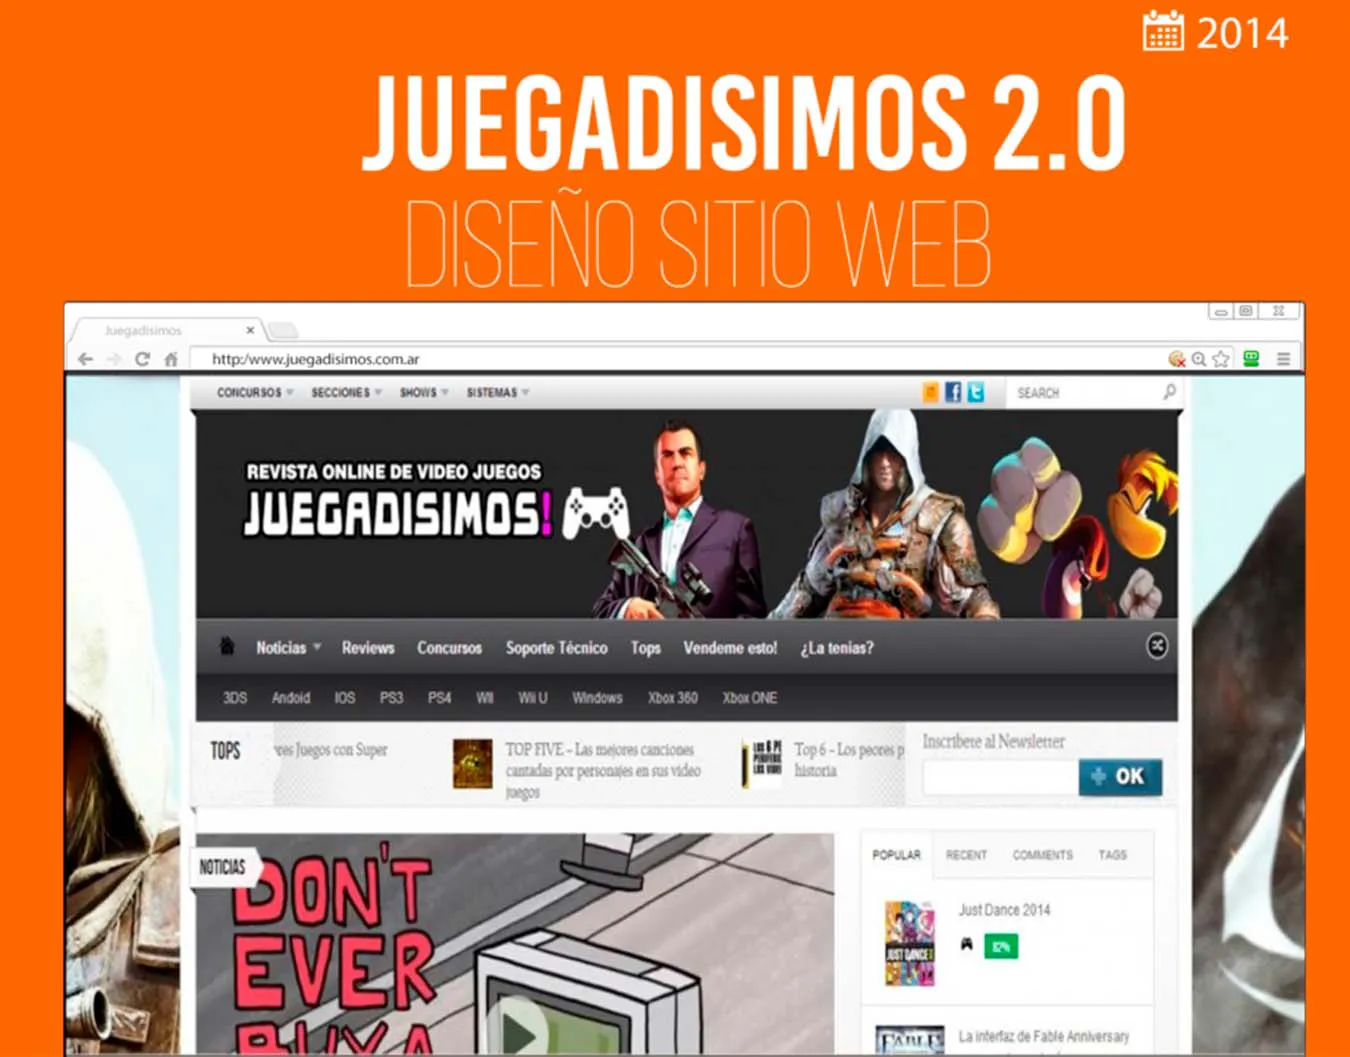 2014
JUEGADISIMOS 2.0
DISEÑO SITIO WEB
Juegadisimos
http:/www.juegadisimos.com.ar
CONCURSOS SECCIONES SHOWS SISTEMAS
SEARCH
REVISTA ONLINE DE VIDEO JUEGOS
JUEGADISIMOS!
Noticias Reviews Concursos Soporte Técnico Tops Vendeme esto! ¿La tenias?
3DS Andoid IOS PS3 PS4 WII Wii U Windows Xbox 360 Xbox ONE
TOPS
res Juegos con Super
TOP FIVE - Las mejores canciones
cantadas por personajes en sus video
juegos
Top 6 - Los peores p
historia
Inscribete al Newsletter
OK
NOTICIAS
DON'T
EVER
BUY A
POPULAR RECENT COMMENTS TAGS
Just Dance 2014
82%
JUST DANCE
La interfaz de Fable Anniversary
FABLE